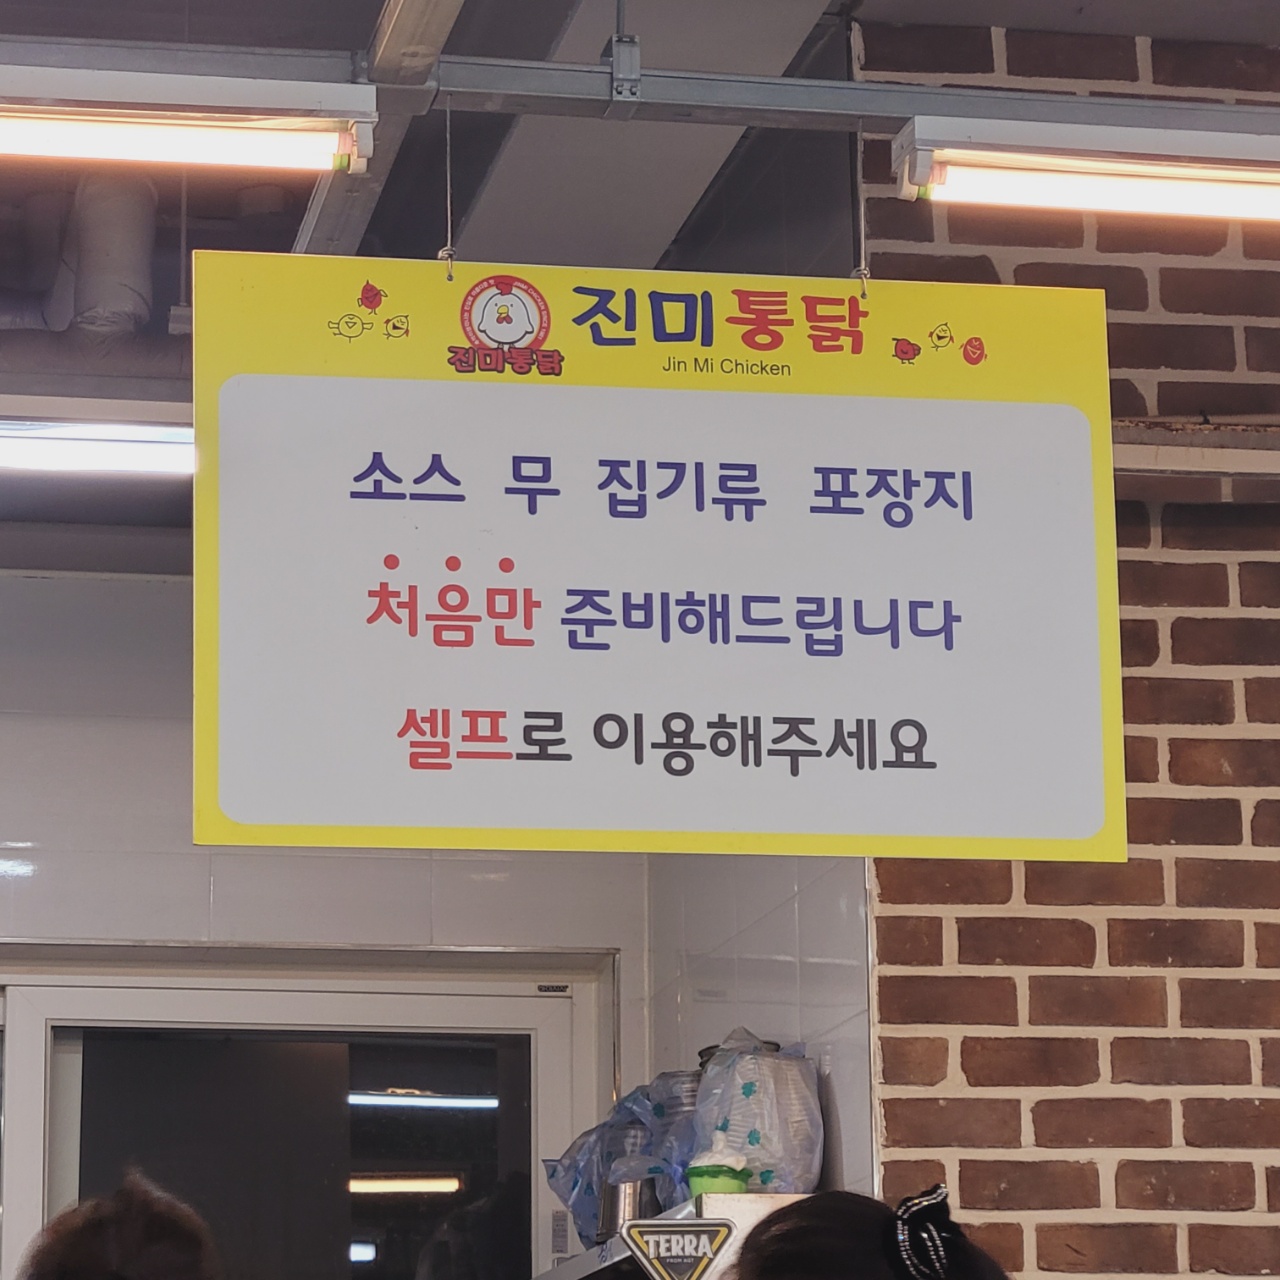 진미통닭
진미통닭
Jin Mi Chicken
소스 무 집기류 포장지
처음만 준비해드립니다
셀프로 이용해주세요
TERRA